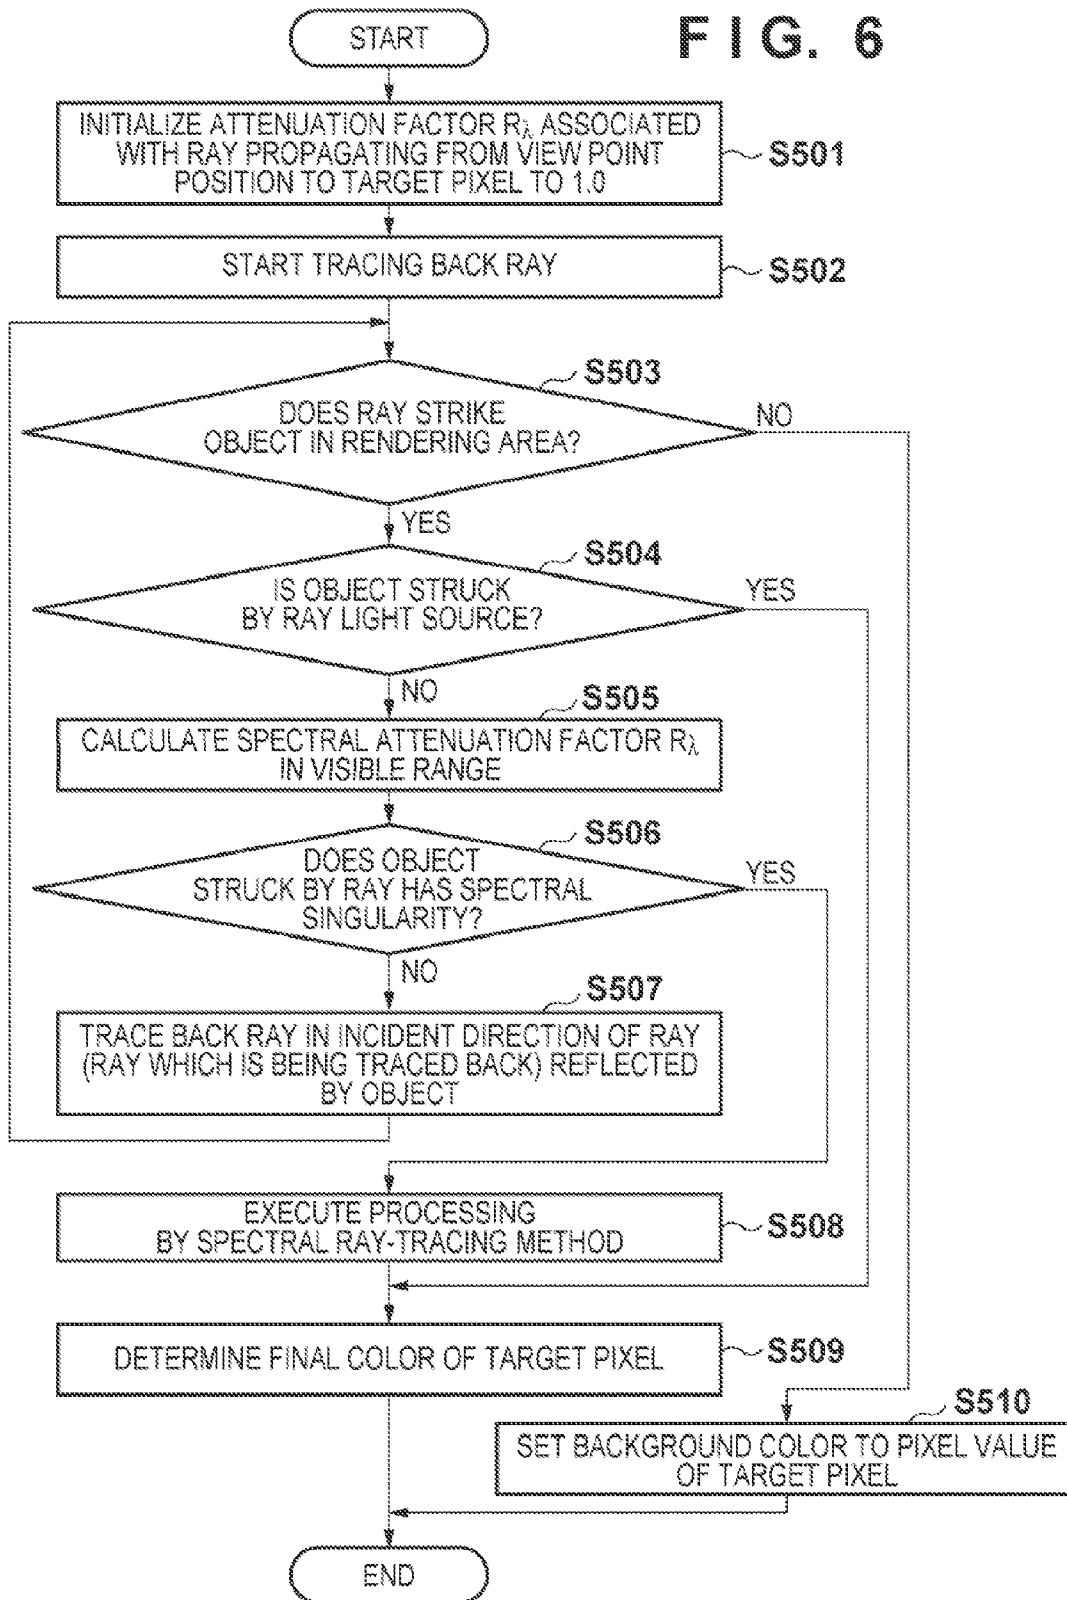 FIG. 6
START
INITIALIZE ATTENUATION FACTOR Rλ ASSOCIATED
WITH RAY PROPAGATING FROM VIEW POINT
POSITION TO TARGET PIXEL TO 1.0
S501
START TRACING BACK RAY
S502
S503
DOES RAY STRIKE
OBJECT IN RENDERING AREA?
NO
YES
S504
IS OBJECT STRUCK
BY RAY LIGHT SOURCE?
YES
NO
S505
CALCULATE SPECTRAL ATTENUATION FACTOR Rλ
IN VISIBLE RANGE
S506
DOES OBJECT
STRUCK BY RAY HAS SPECTRAL
SINGULARITY?
YES
NO
S507
TRACE BACK RAY IN INCIDENT DIRECTION OF RAY
(RAY WHICH IS BEING TRACED BACK) REFLECTED
BY OBJECT
EXECUTE PROCESSING
BY SPECTRAL RAY-TRACING METHOD
S508
DETERMINE FINAL COLOR OF TARGET PIXEL
S509
S510
SET BACKGROUND COLOR TO PIXEL VALUE
OF TARGET PIXEL
END